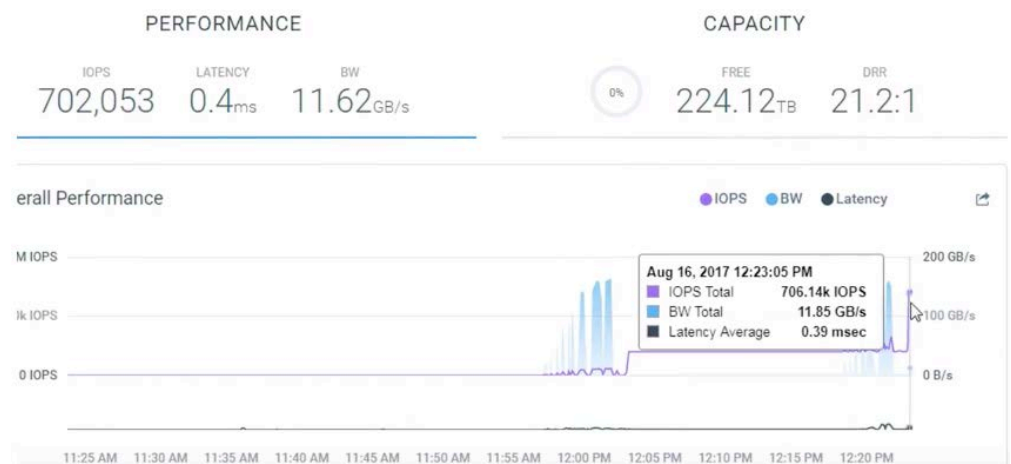 PERFORMANCE
CAPACITY
IOPS LATENCY BW
702,053 0.4ms 11.62GB/s
0%
FREE DRR
224.12TB 21.2:1
erall Performance
IOPS BW Latency
M IOPS
200 GB/s
Aug 16, 2017 12:23:05 PM
IOPS Total 706.14k IOPS
BW Total 11.85 GB/s
Latency Average 0.39 msec
k IOPS
100 GB/s
0 IOPS
0 B/s
11:25 AM 11:30 AM 11:35 AM 11:40 AM 11:45 AM 11:50 AM 11:55 AM 12:00 PM 12:05 PM 12:10 PM 12:15 PM 12:20 PM